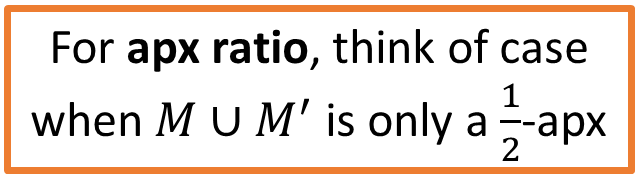 For apx ratio, think of case
when 𝑀 ∪ 𝑀′ is only a 1/2-apx